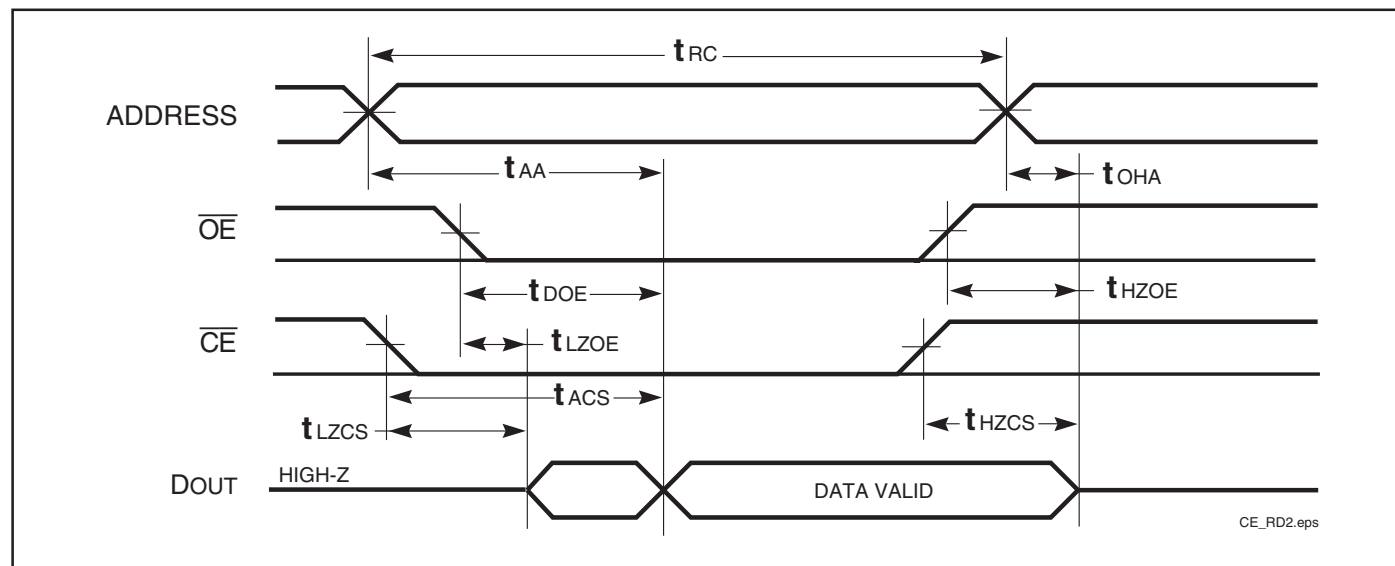 tRC
ADDRESS
tAA
tOHA
OE
tDOE
tHZOE
CE
tLZOE
tACS
tLZCS
tHZCS
DOUT
HIGH-Z
DATA VALID
CE_RD2.eps